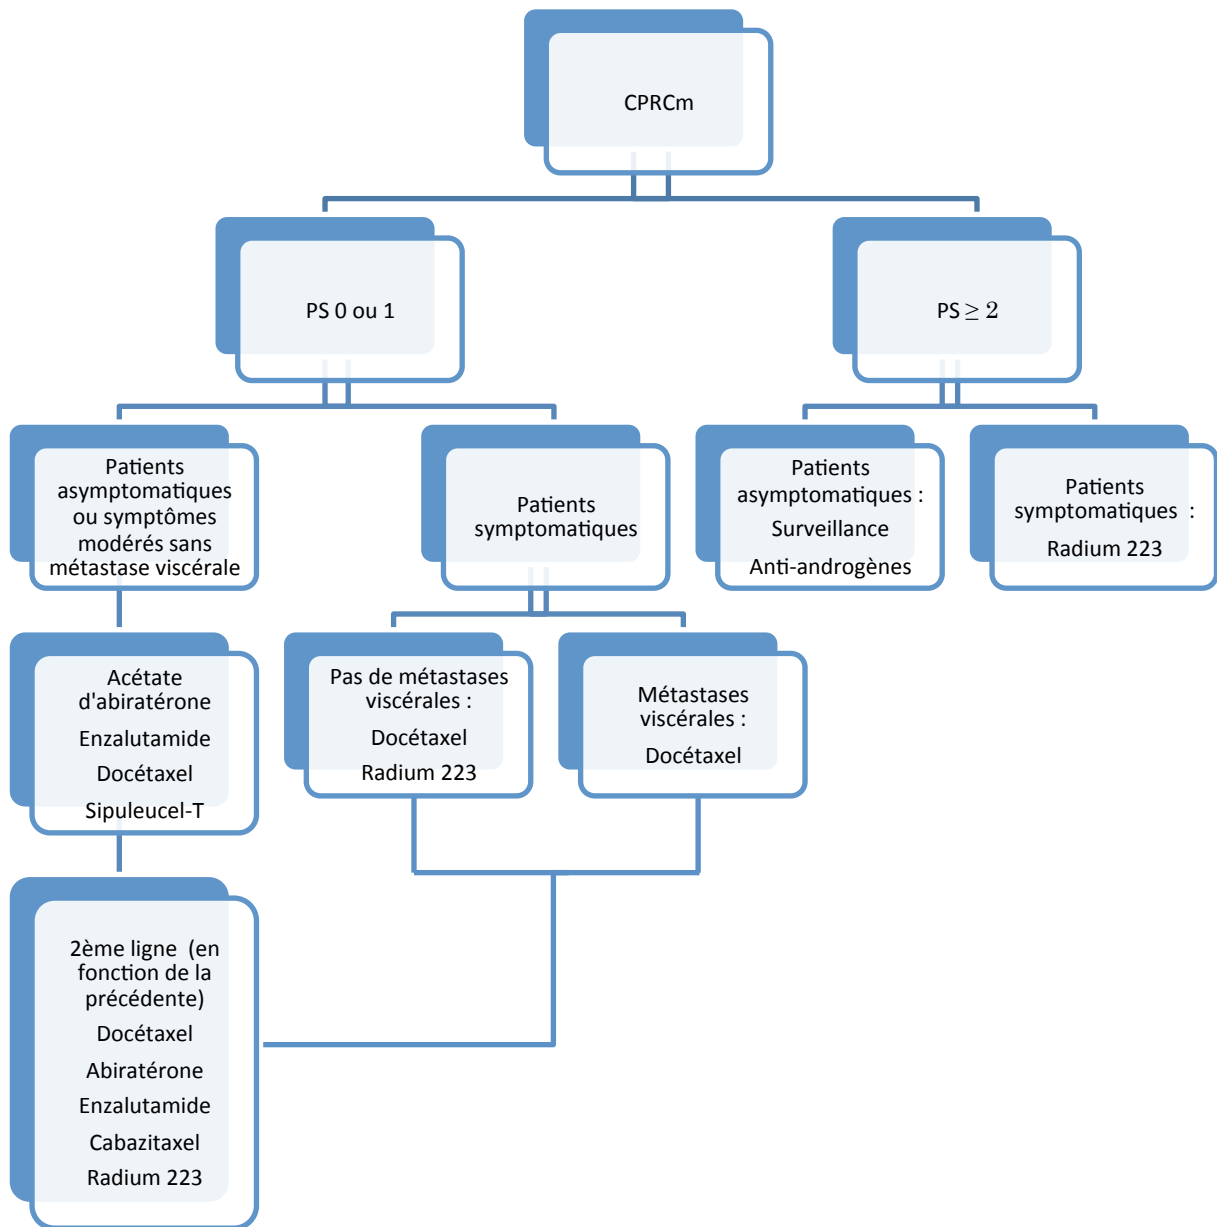 CPRCm
PS 0 ou 1
PS ≥ 2
Patients
asymptomatiques
ou symptômes
modérés sans
métastase viscérale
Patients
symptomatiques
Patients
asymptomatiques :
Surveillance
Anti-androgènes
Patients
symptomatiques :
Radium 223
Acétate
d'abiratérone
Enzalutamide
Docétaxel
Sipuleucel-T
Pas de métastases
viscérales :
Docétaxel
Radium 223
Métastases
viscérales :
Docétaxel
2ème ligne (en
fonction de la
précédente)
Docétaxel
Abiratérone
Enzalutamide
Cabazitaxel
Radium 223